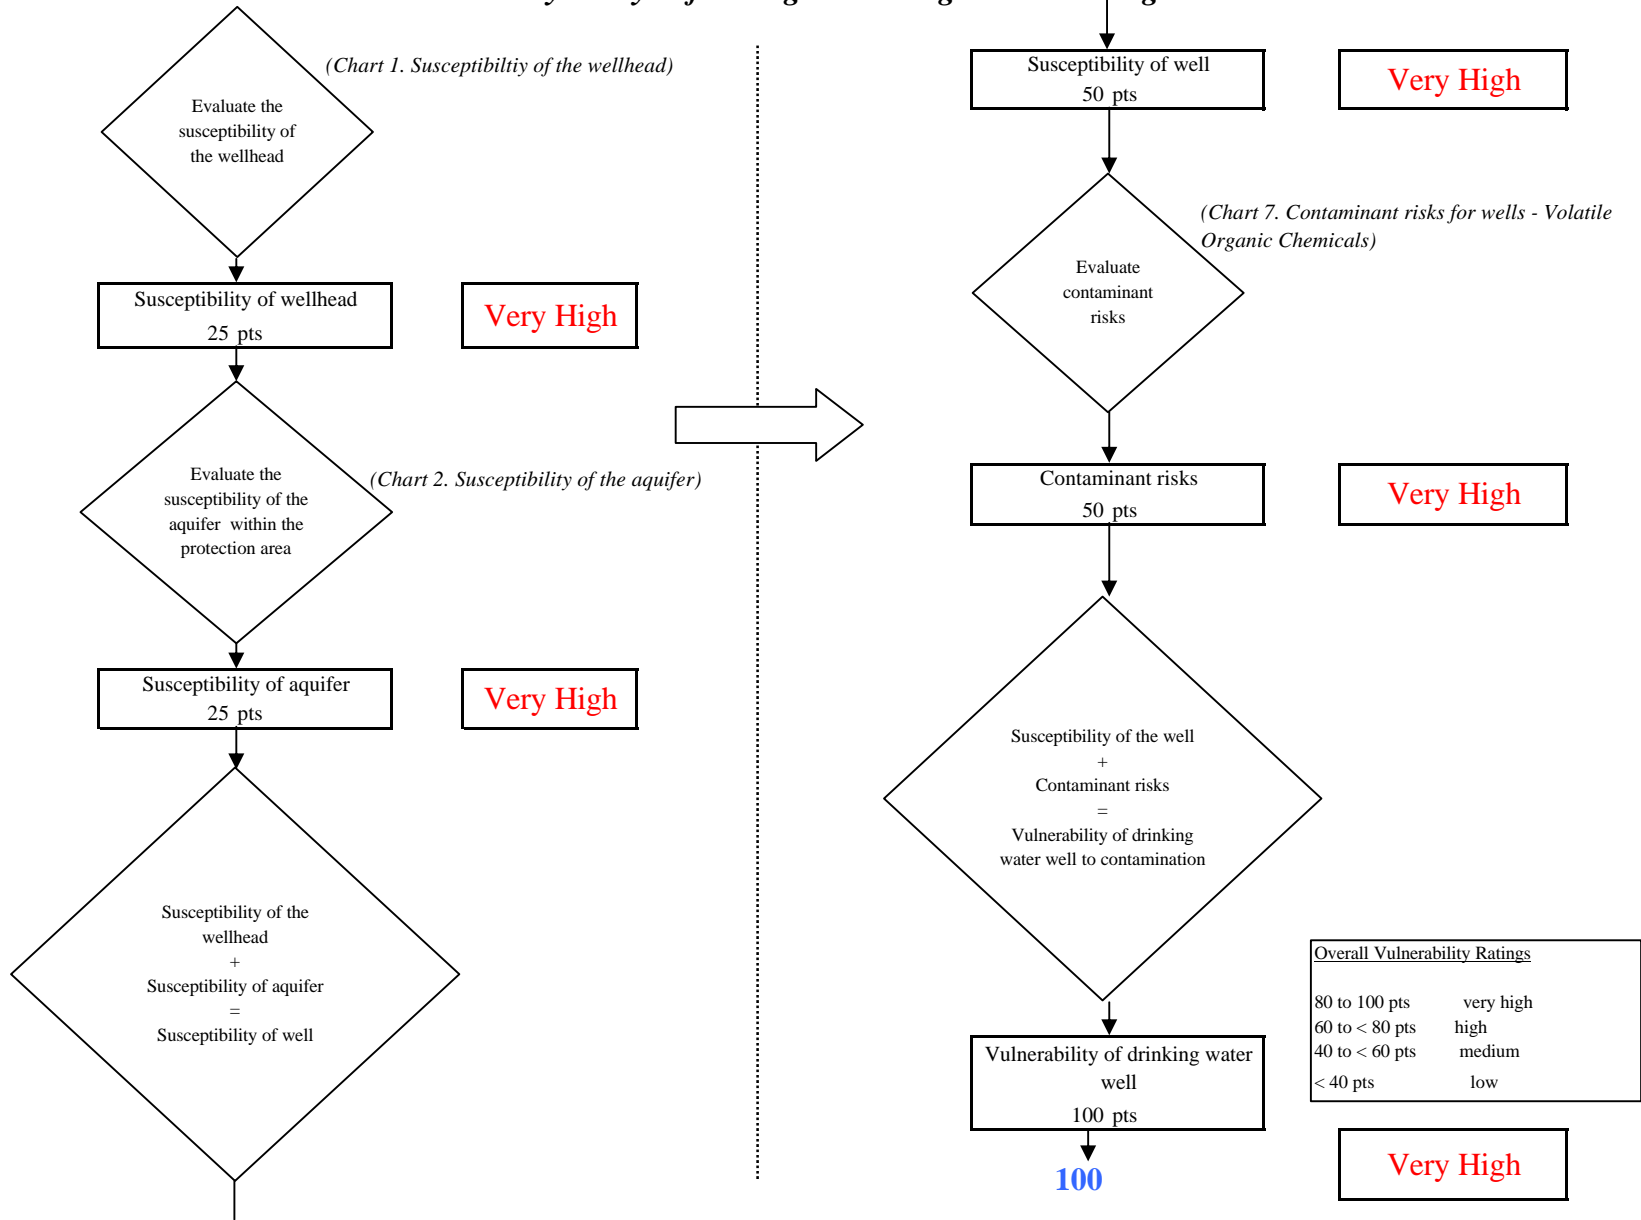 (Chart 1. Susceptibiltiy of the wellhead)
Evaluate the
susceptibility of
the wellhead
Susceptibility of wellhead
25 pts
Very High
Evaluate the
susceptibility of the
aquifer within the
protection area
(Chart 2. Susceptibility of the aquifer)
Susceptibility of aquifer
25 pts
Very High
Susceptibility of the
wellhead
+
Susceptibility of aquifer
=
Susceptibility of well
Susceptibility of well
50 pts
Very High
(Chart 7. Contaminant risks for wells - Volatile
Organic Chemicals)
Evaluate
contaminant
risks
Contaminant risks
50 pts
Very High
Susceptibility of the well
+
Contaminant risks
=
Vulnerability of drinking
water well to contamination
Overall Vulnerability Ratings
80 to 100 pts very high
60 to < 80 pts high
40 to < 60 pts medium
< 40 pts low
Vulnerability of drinking water
well
100 pts
100
Very High